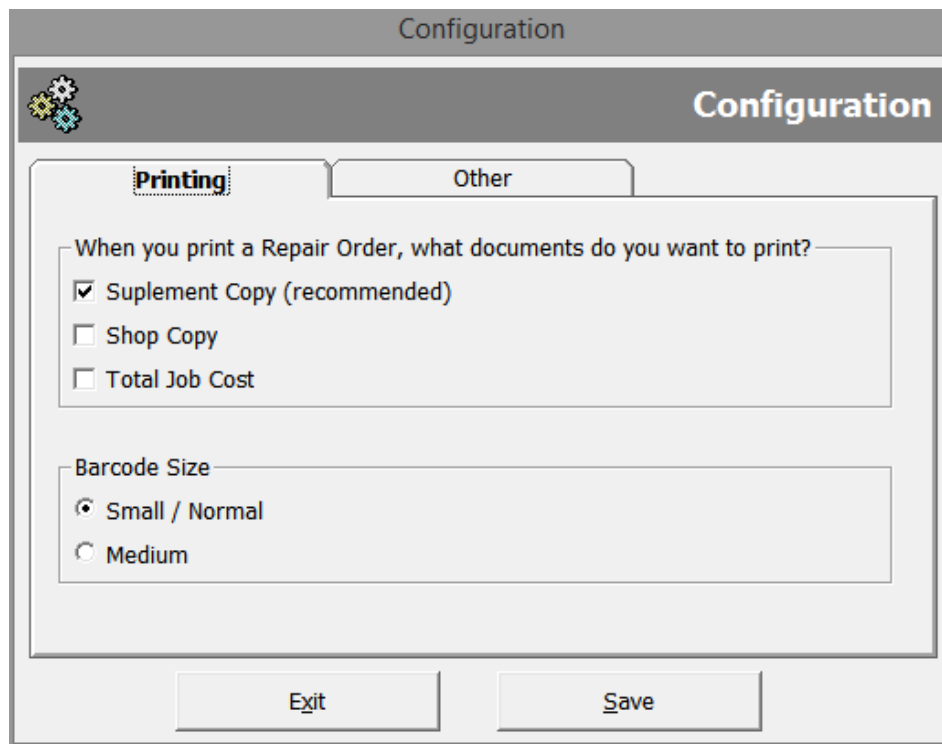 Configuration
Configuration
Printing
Other
When you print a Repair Order, what documents do you want to print?
Suplement Copy (recommended)
Shop Copy
Total Job Cost
Barcode Size
Small / Normal
Medium
Exit
Save